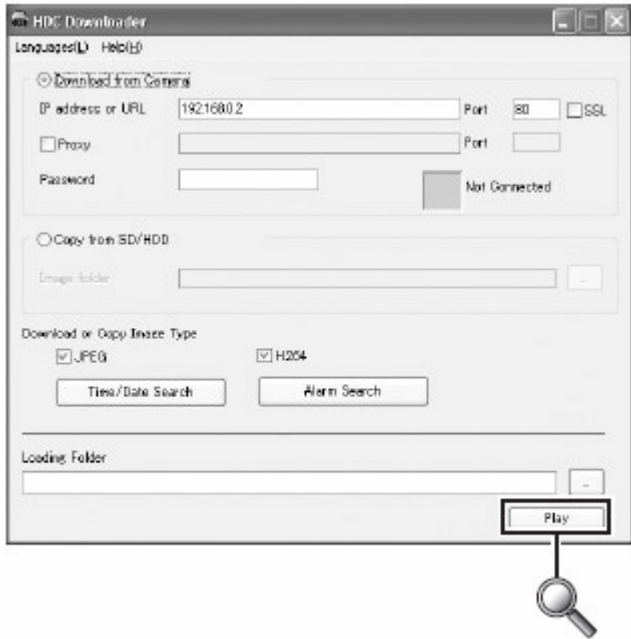 HDC Downloader
Languages(L) Help(H)
Download from Camera
IP address or URL 192.168.0.2 Port 80 SSL
Proxy Port
Password Not Connected
Copy from SD/HDD
Image folder ...
Download or Copy Image Type
JPEG H.264
Time/Date Search Alarm Search
Loading Folder
...
Play